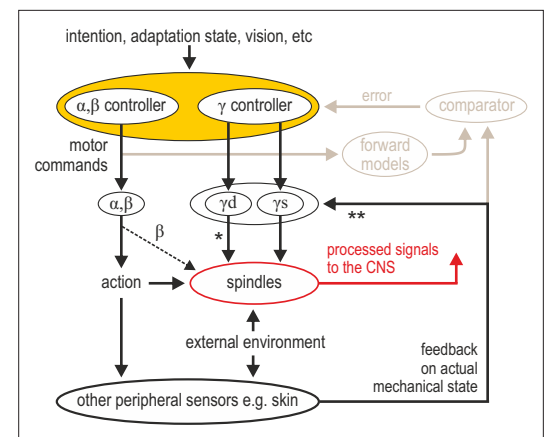 intention, adaptation state, vision, etc
α,β controller
γ controller
error
comparator
motor
commands
forward
models
α,β
γd
γs
β
*
**
processed signals
to the CNS
action
spindles
external environment
feedback
on actual
mechanical state
other peripheral sensors e.g. skin